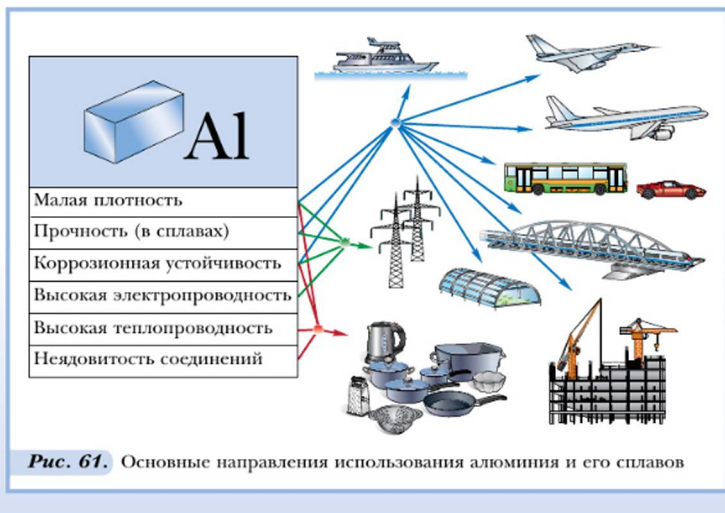 Al
Малая плотность
Прочность (в сплавах)
Коррозионная устойчивость
Высокая электропроводность
Высокая теплопроводность
Неядовитость соединений
Рис. 61. Основные направления использования алюминия и его сплавов